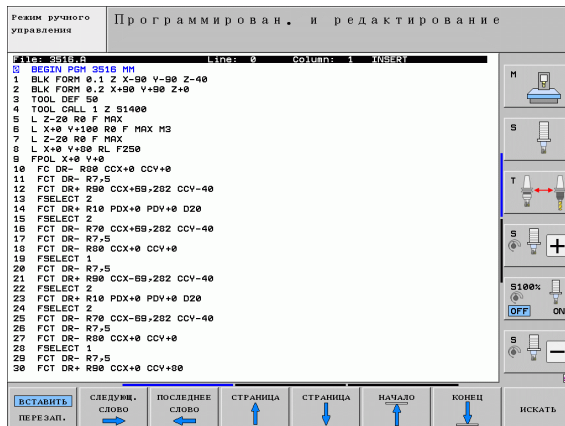 Режим ручного
управления
Программирован. и редактирование
File: 3516.A Line: 0 Column: 1 INSERT
0 BEGIN PGM 3516 MM
1 BLK FORM 0.1 Z X-90 Y-90 Z-40
2 BLK FORM 0.2 X+90 Y+90 Z+0
3 TOOL DEF 50
4 TOOL CALL 1 Z S1400
5 L Z-20 R0 F MAX
6 L X+0 Y+100 R0 F MAX M3
7 L Z-20 R0 F MAX
8 L X+0 Y+80 RL F250
9 FPOL X+0 Y+0
10 FC DR- R80 CCX+0 CCY+0
11 FCT DR- R7,5
12 FCT DR+ R90 CCX+69,282 CCY-40
13 FSELECT 2
14 FCT DR+ R10 PDX+0 PDY+0 D20
15 FSELECT 2
16 FCT DR- R70 CCX+69,282 CCY-40
17 FCT DR- R7,5
18 FCT DR- R80 CCX+0 CCY+0
19 FSELECT 1
20 FCT DR- R7,5
21 FCT DR+ R90 CCX-69,282 CCY-40
22 FSELECT 2
23 FCT DR+ R10 PDX+0 PDY+0 D20
24 FSELECT 2
25 FCT DR- R70 CCX-69,282 CCY-40
26 FCT DR- R7,5
27 FCT DR- R80 CCX+0 CCY+0
28 FSELECT 1
29 FCT DR- R7,5
30 FCT DR+ R90 CCX+0 CCY+80
M
S
T
S
S100%
OFF ON
S
ВСТАВИТЬ
ПЕРЕЗАП.
СЛЕДУЮЩ.
СЛОВО
ПОСЛЕДНЕЕ
СЛОВО
СТРАНИЦА
СТРАНИЦА
НАЧАЛО
КОНЕЦ
ИСКАТЬ